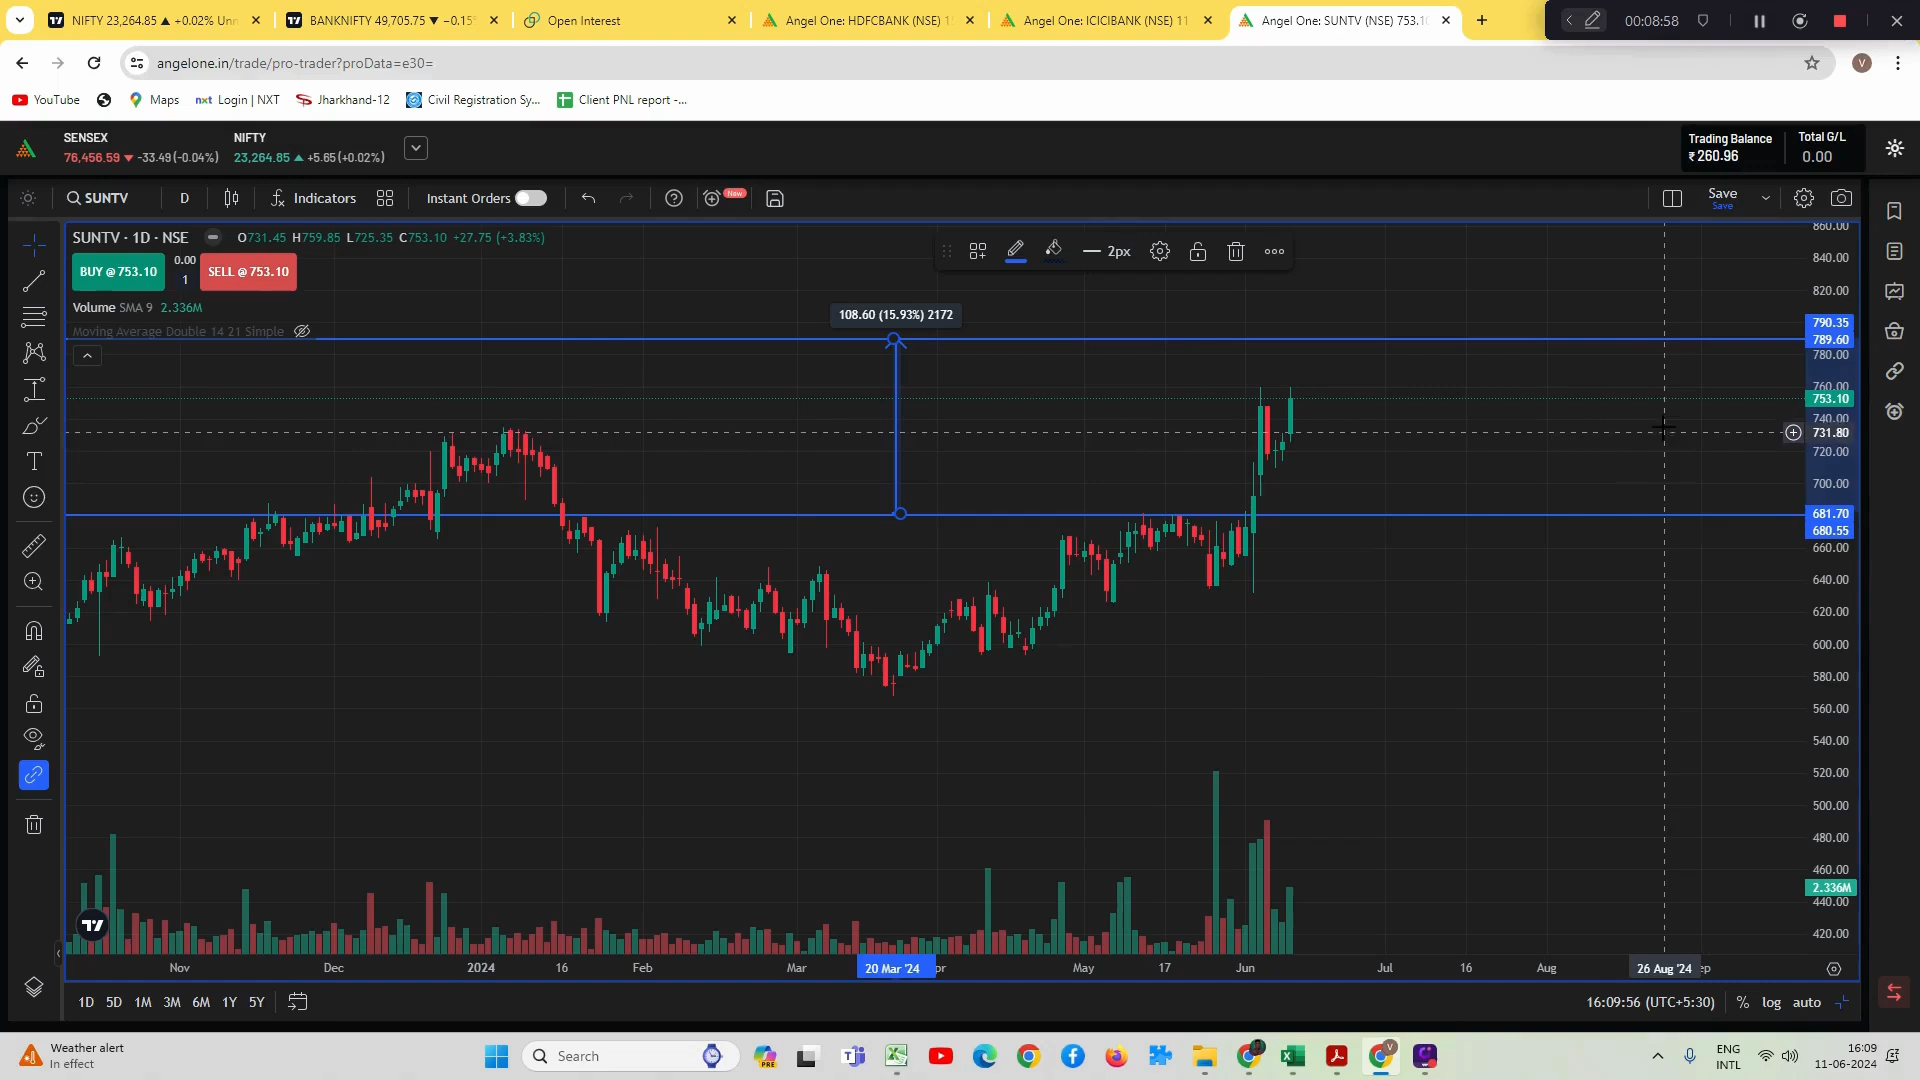 NIFTY 23,264.85 ▲ +0.02% Unn
BANKNIFTY 49,705.75 ▼ −0.15%
Open Interest
Angel One: HDFCBANK (NSE) 1
Angel One: ICICIBANK (NSE) 11
Angel One: SUNTV (NSE) 753.10
00:08:58
angelone.in/trade/pro-trader?proData=e30=
V
YouTube
Maps
nxt Login | NXT
Jharkhand-12
Civil Registration Sy...
Client PNL report -...
SENSEX
76,456.59 ▼ -33.49(-0.04%)
NIFTY
23,264.85 ▲ +5.65(+0.02%)
Trading Balance
₹260.96
Total G/L
0.00
SUNTV
D
Indicators
Instant Orders
New
Save
Save
SUNTV · 1D · NSE
O731.45 H759.85 L725.35 C753.10 +27.75 (+3.83%)
BUY @ 753.10
0.00
1
SELL @ 753.10
Volume SMA 9 2.336M
Moving Average Double 14 21 Simple
2px
108.60 (15.93%) 2172
860.00
840.00
820.00
790.35
789.60
780.00
760.00
753.10
740.00
731.80
720.00
700.00
681.70
680.55
660.00
640.00
620.00
600.00
580.00
560.00
540.00
520.00
500.00
480.00
460.00
2.336M
440.00
420.00
Nov
Dec
2024
16
Feb
Mar
20 Mar '24
pr
May
17
Jun
Jul
16
Aug
26 Aug '24
ep
1D
5D
1M
3M
6M
1Y
5Y
16:09:56 (UTC+5:30)
%
log
auto
Weather alert
In effect
Search
PRE
ENG
INTL
16:09
11-06-2024